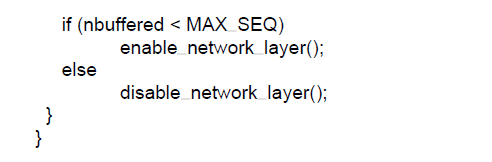 if (nbuffered < MAX_SEQ)
enable_network_layer();
else
disable_network_layer();
}
}